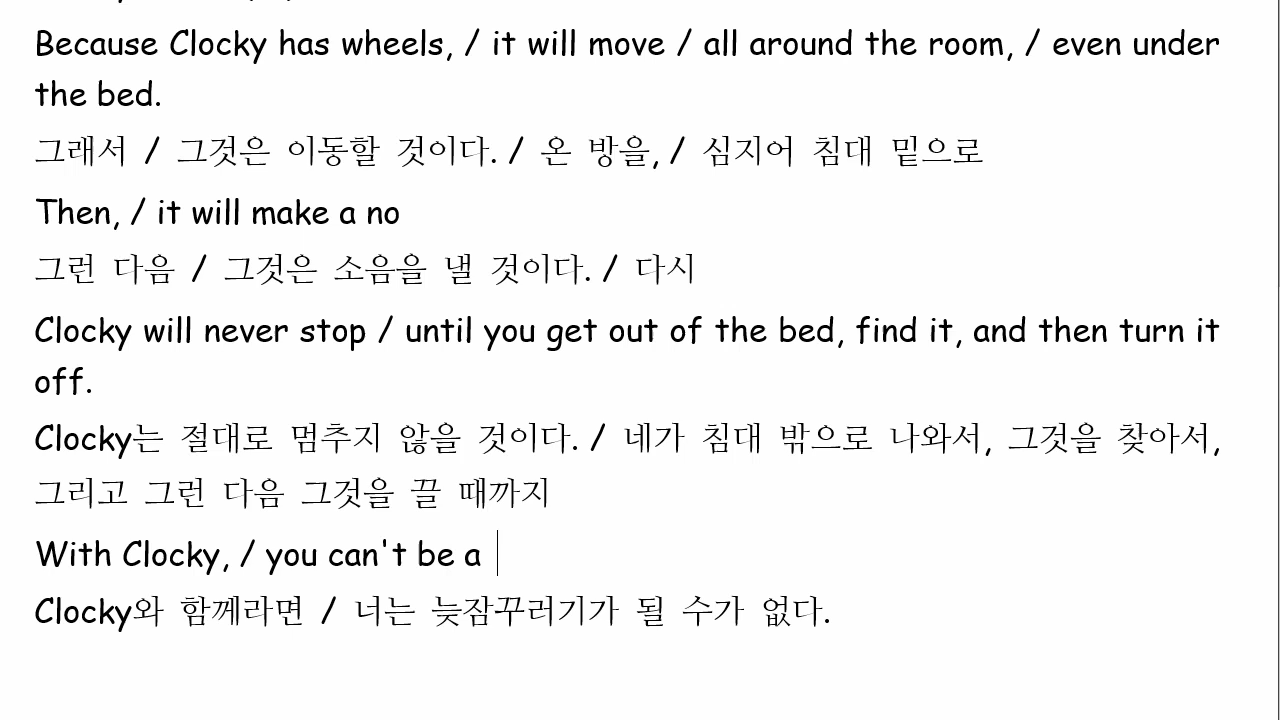 Because Clocky has wheels, / it will move / all around the room, / even under
the bed.
그래서 / 그것은 이동할 것이다. / 온 방을, / 심지어 침대 밑으로
Then, / it will make a no
그런 다음 / 그것은 소음을 낼 것이다. / 다시
Clocky will never stop / until you get out of the bed, find it, and then turn it
off.
Clocky는 절대로 멈추지 않을 것이다. / 네가 침대 밖으로 나와서, 그것을 찾아서,
그리고 그런 다음 그것을 끌 때까지
With Clocky, / you can't be a
Clocky와 함께라면 / 너는 늦잠꾸러기가 될 수가 없다.